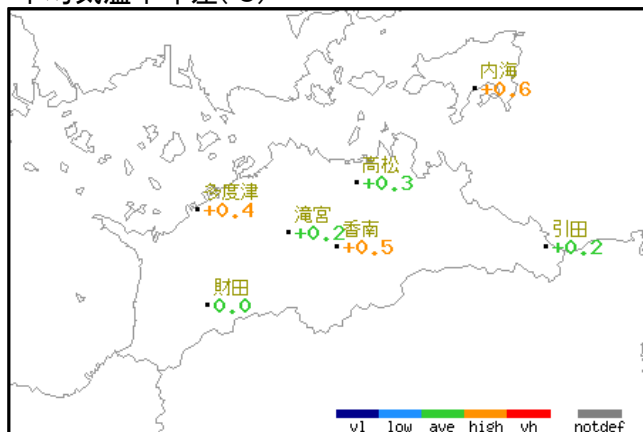 平均気温平年差(℃)
内海
+0.6
高松
+0.3
多度津
+0.4
滝宮
+0.2
香南
+0.5
引田
+0.2
財田
0.0
vl low ave high vh notdef